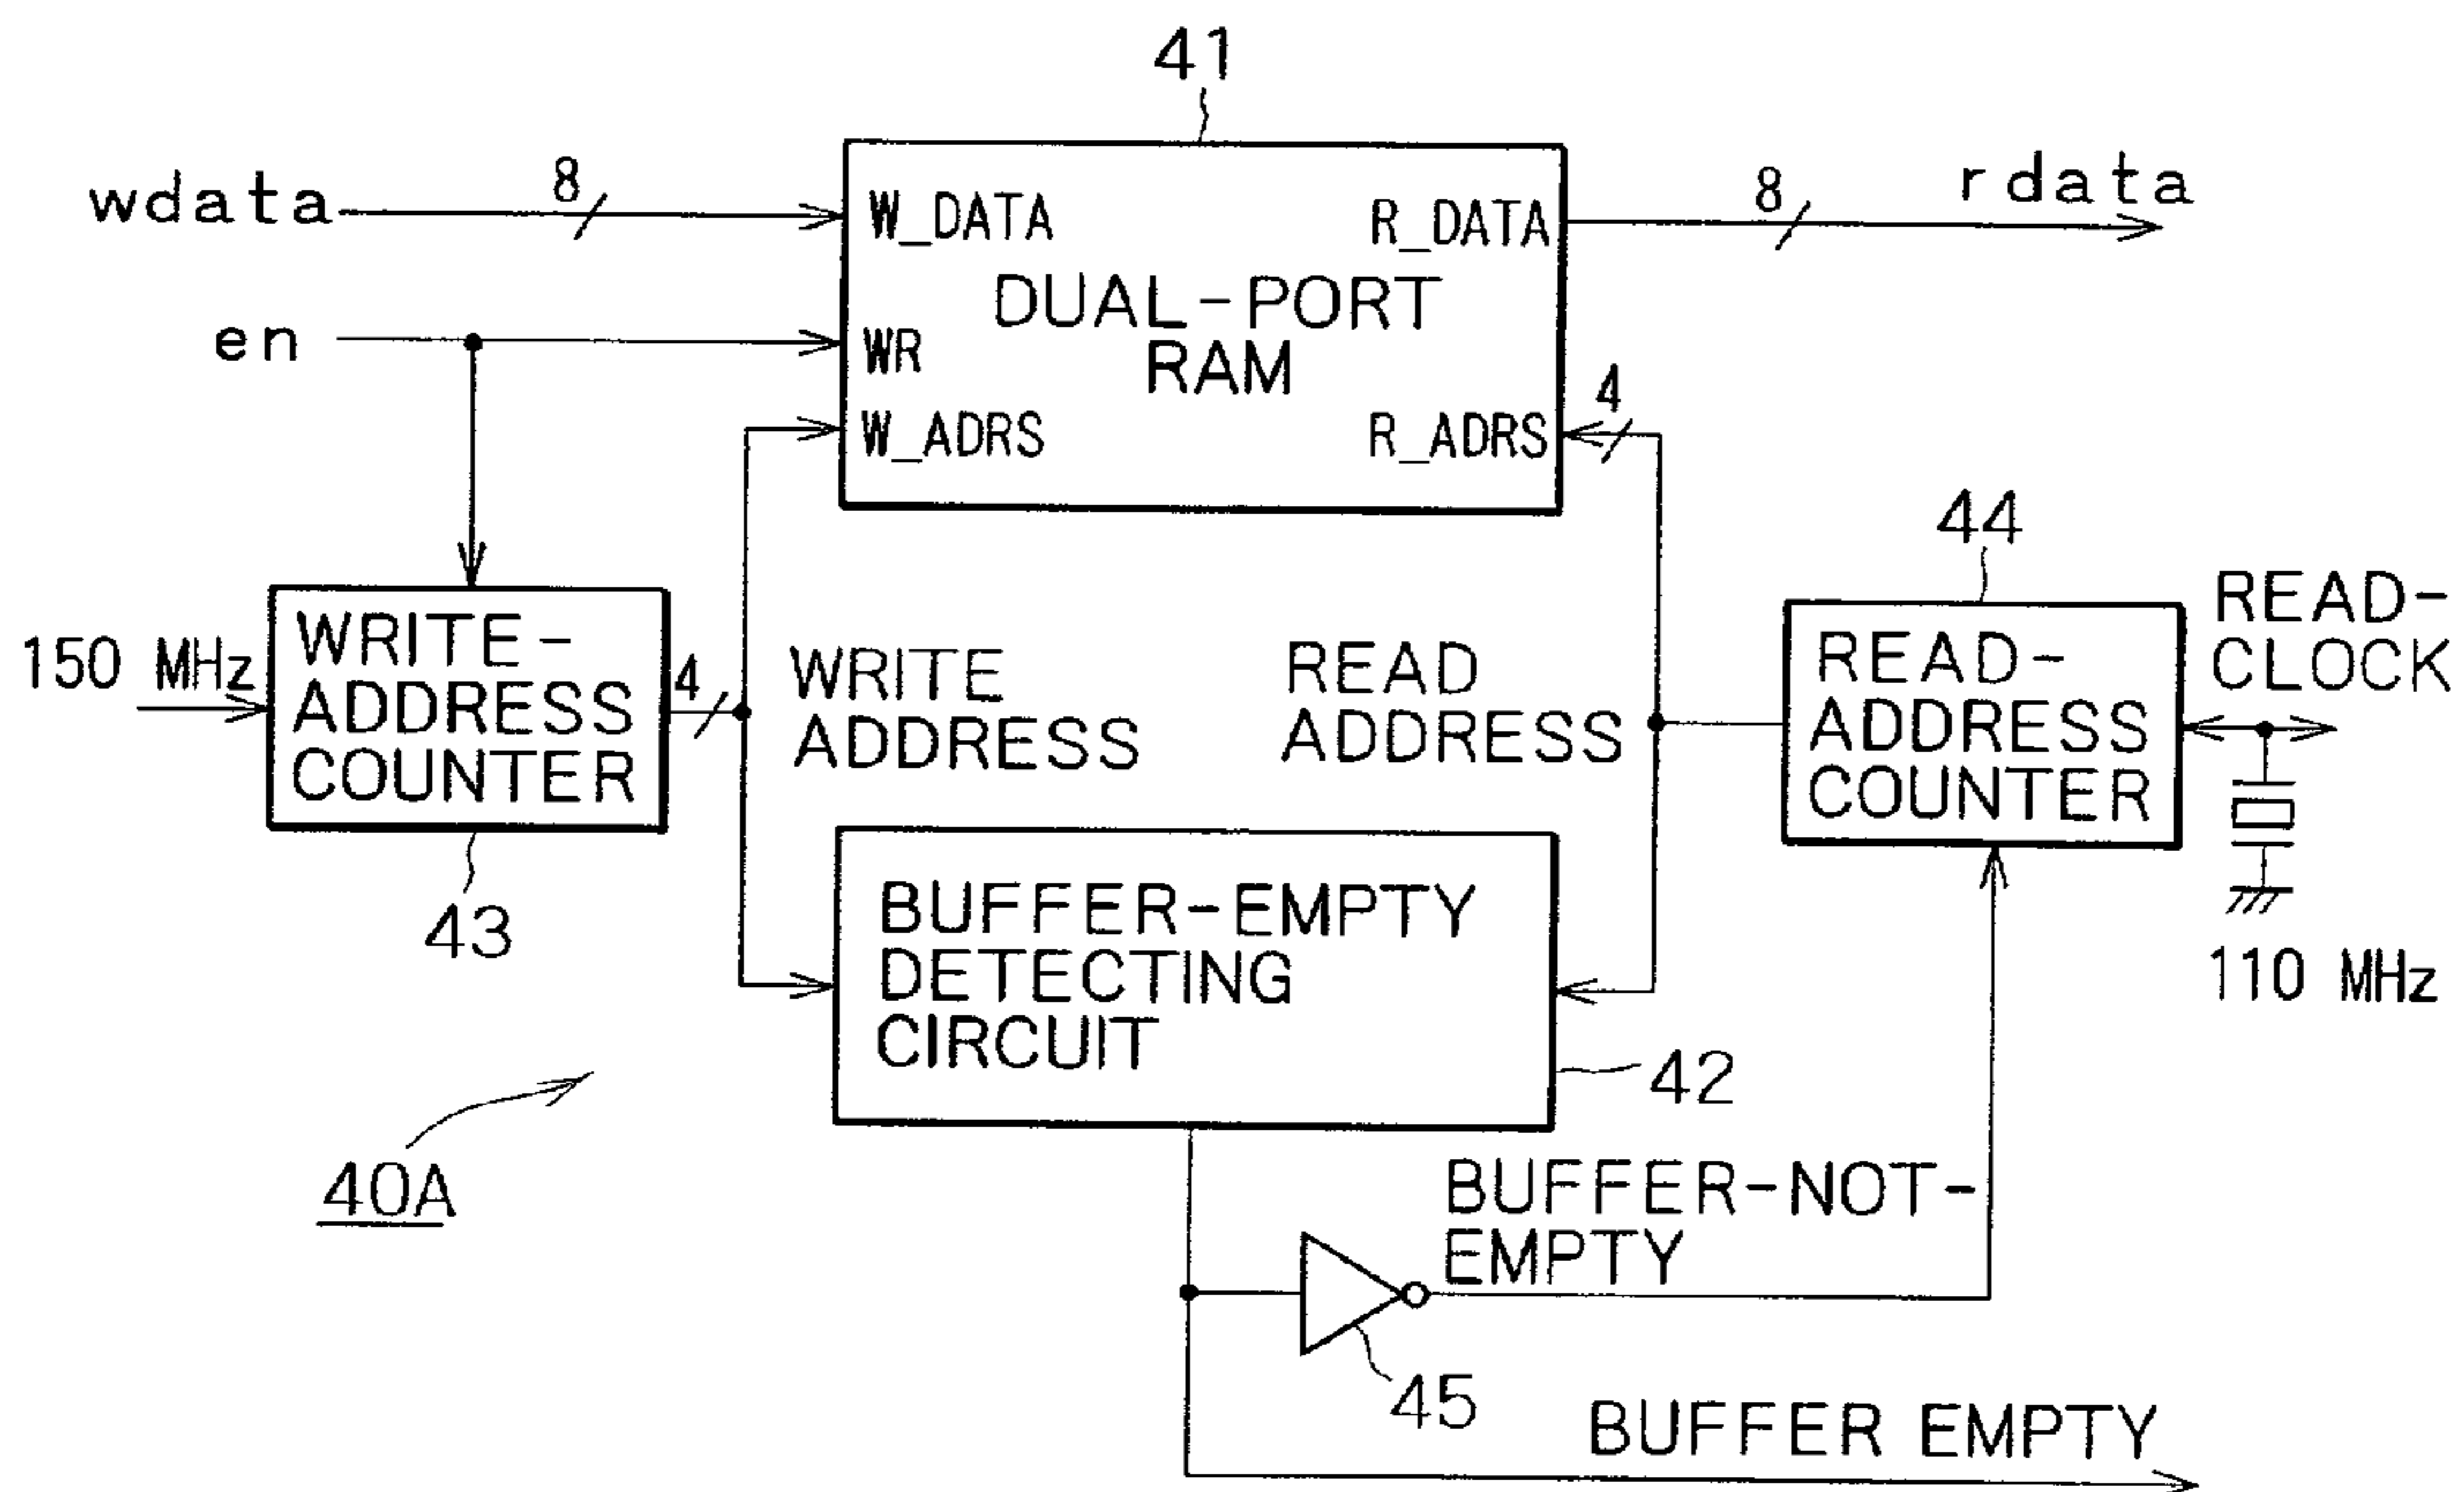 41
wdata
8
W_DATA
R_DATA
8
rdata
DUAL-PORT
RAM
en
WR
W_ADRS
R_ADRS
4
44
150 MHz
WRITE-
ADDRESS
COUNTER
4
WRITE
ADDRESS
READ
ADDRESS
READ-
ADDRESS
COUNTER
READ-
CLOCK
43
BUFFER-EMPTY
DETECTING
CIRCUIT
42
110 MHz
40A
BUFFER-NOT-
EMPTY
45
BUFFER EMPTY